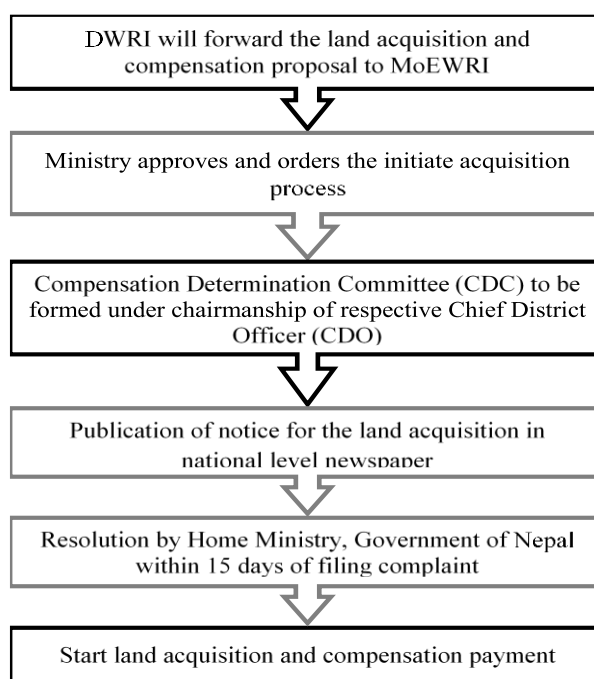 DWRI will forward the land acquisition and
compensation proposal to MoEWRI
Ministry approves and orders the initiate acquisition
process
Compensation Determination Committee (CDC) to be
formed under chairmanship of respective Chief District
Officer (CDO)
Publication of notice for the land acquisition in
national level newspaper
Resolution by Home Ministry, Government of Nepal
within 15 days of filing complaint
Start land acquisition and compensation payment